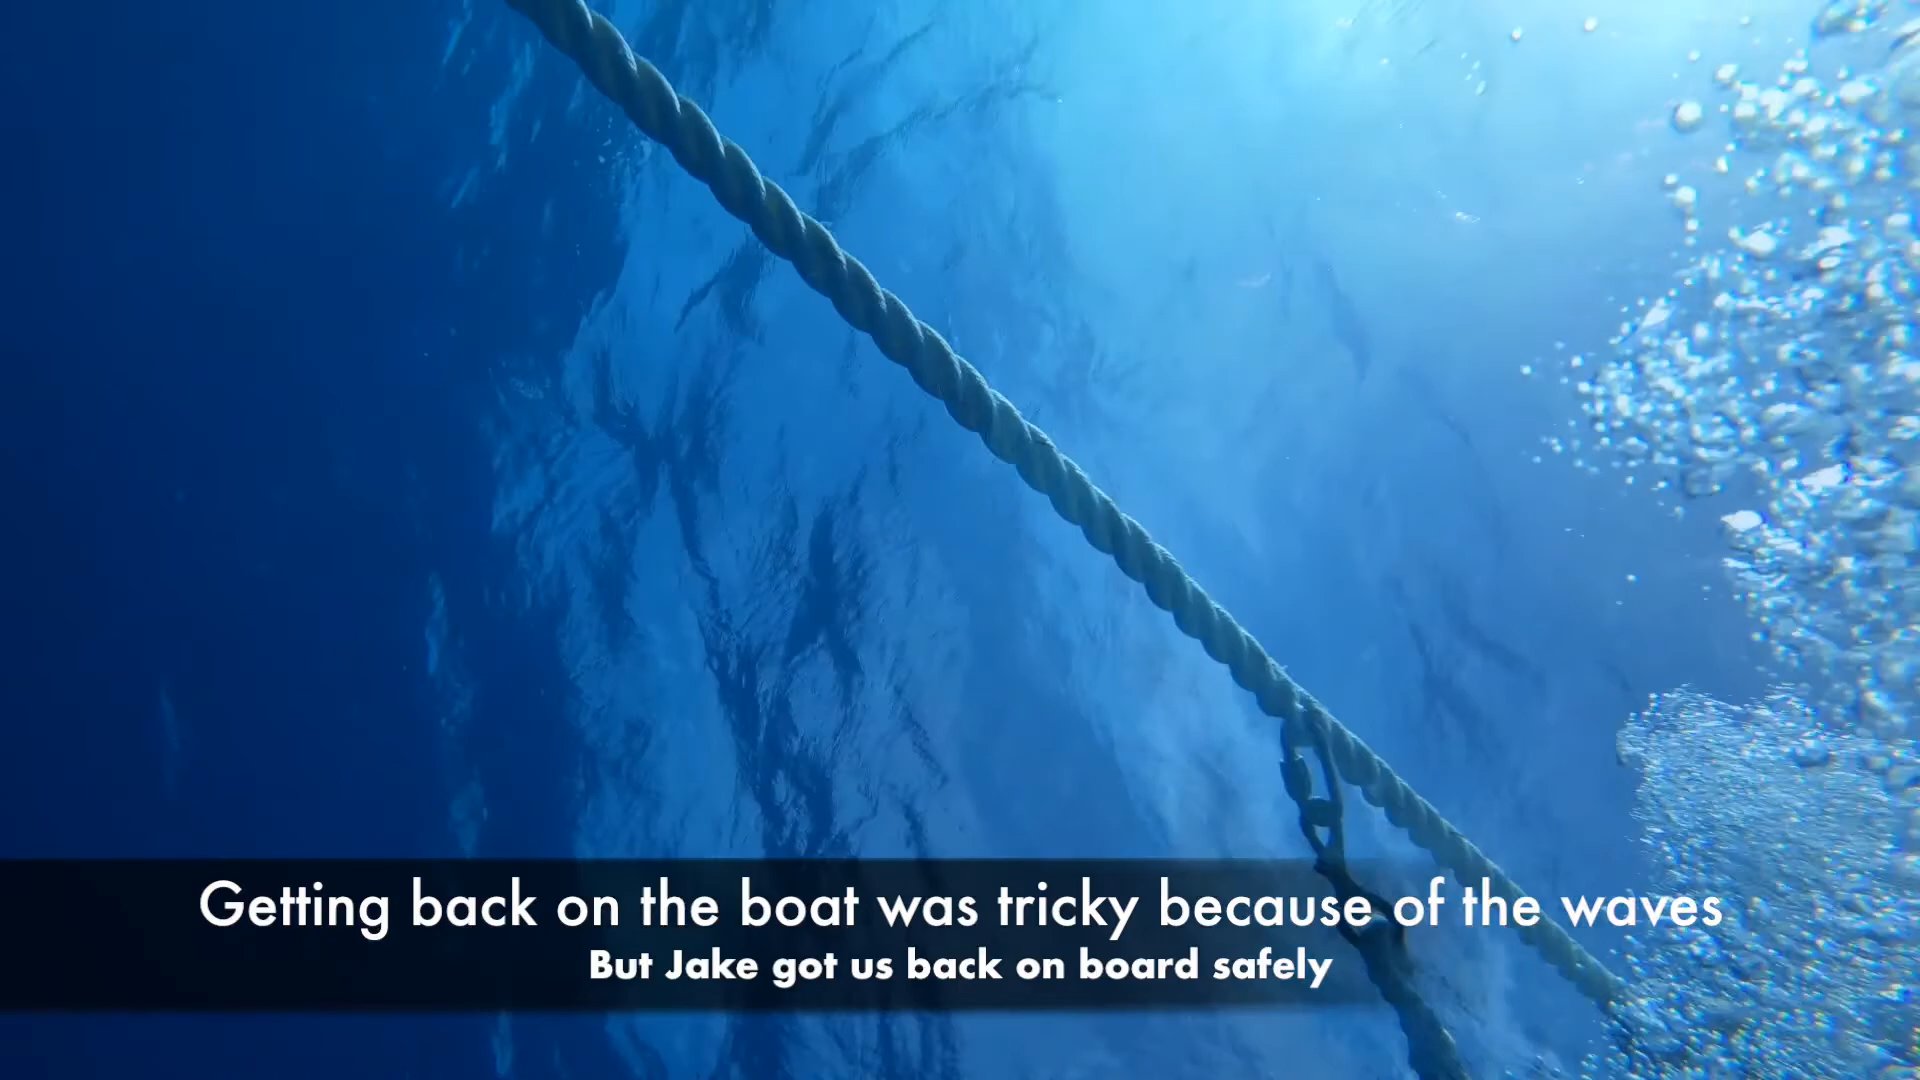 Getting back on the boat was tricky because of the waves
But Jake got us back on board safely